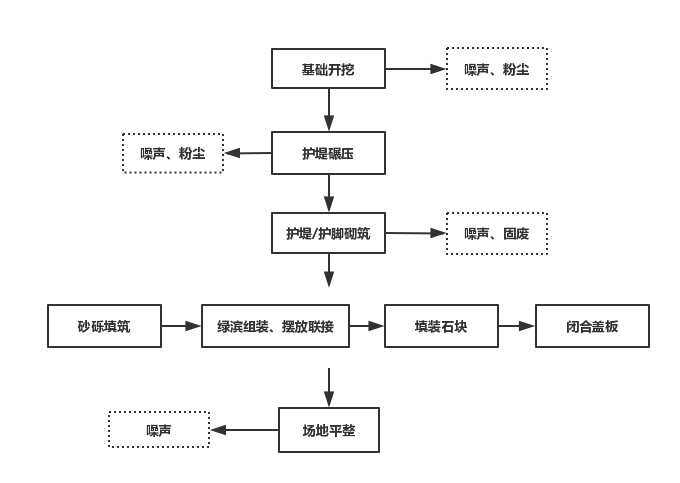 基础开挖
噪声、粉尘
噪声、粉尘
护堤碾压
护堤/护脚砌筑
噪声、固废
砂砾填筑
绿滨组装、摆放联接
填装石块
闭合盖板
噪声
场地平整